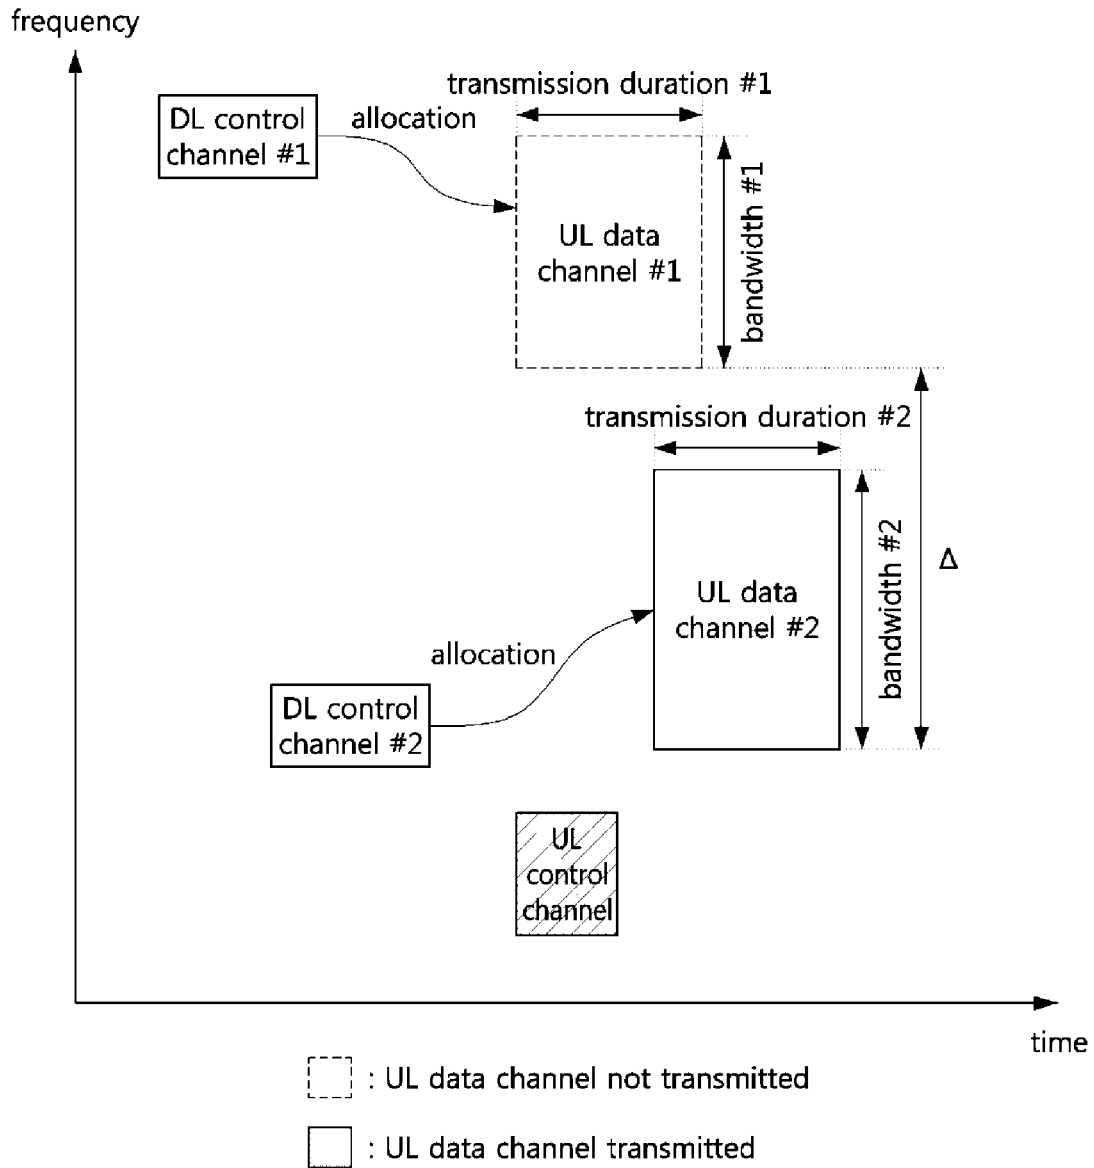 frequency
transmission duration #1
DL control
channel #1
allocation
UL data
channel #1
bandwidth #1
transmission duration #2
UL data
channel #2
bandwidth #2
Δ
allocation
DL control
channel #2
UL
control
channel
time
: UL data channel not transmitted
: UL data channel transmitted